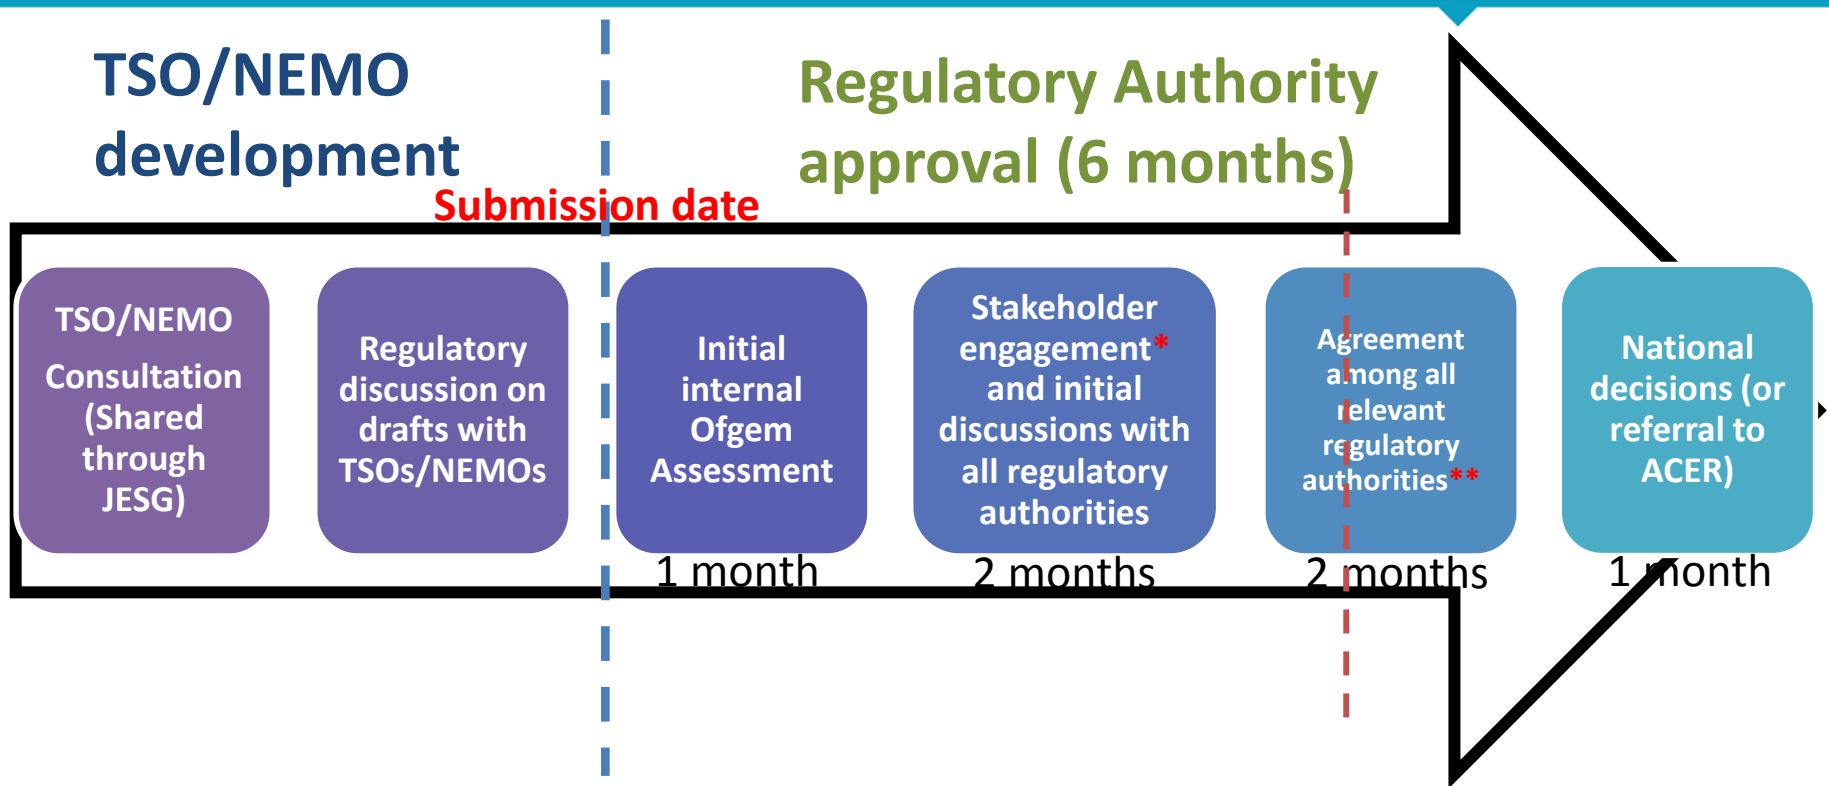 TSO/NEMO
development
Regulatory Authority
approval (6 months)
Submission date
TSO/NEMO
Consultation
(Shared
through
JESG)
Regulatory
discussion on
drafts with
TSOs/NEMOs
Initial
internal
Ofgem
Assessment
1 month
Stakeholder
engagement*
and initial
discussions with
all regulatory
authorities
2 months
Agreement
among all
relevant
regulatory
authorities**
2 months
National
decisions (or
referral to
ACER)
1 month